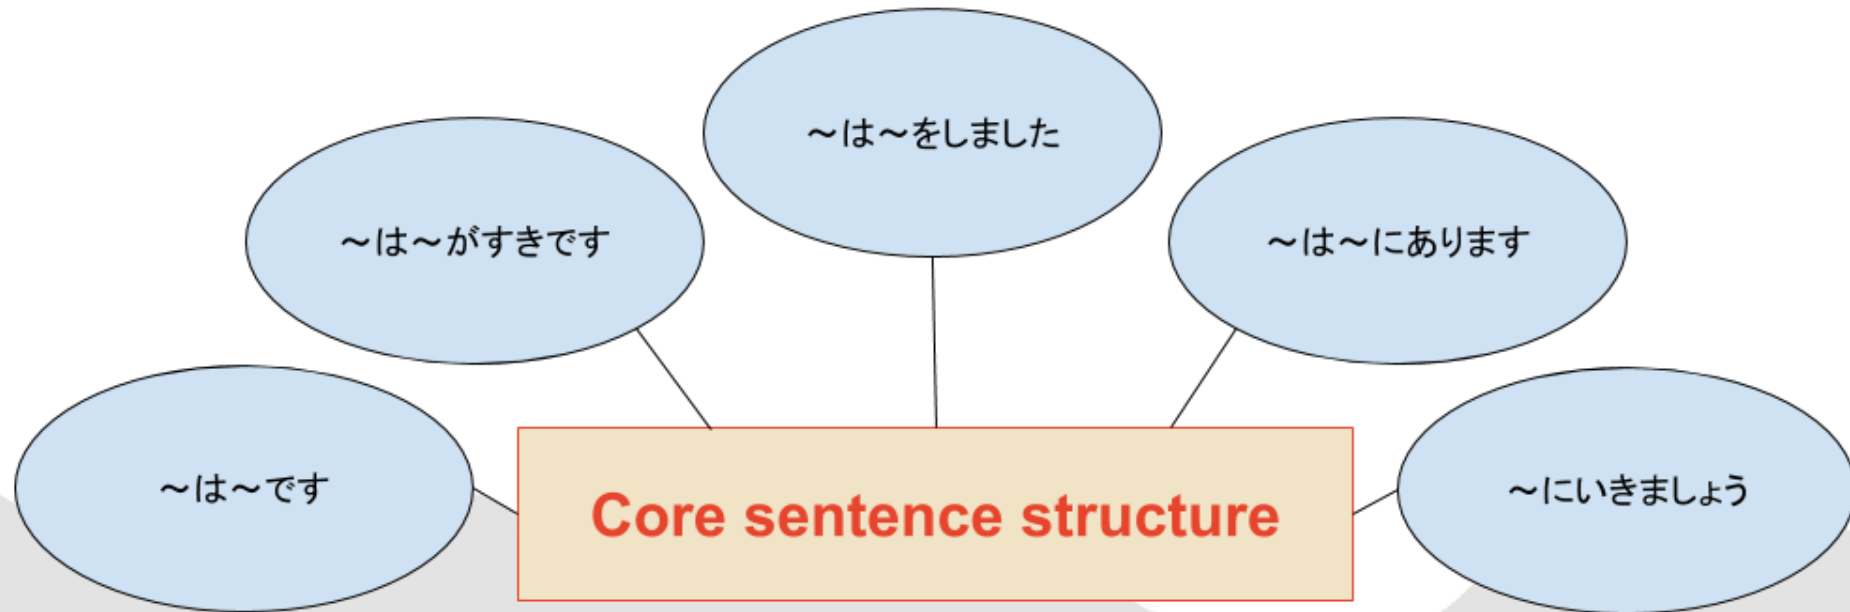 ～は～をしました
～は～がすきです
～は～にあります
～は～です
～にいきましょう
Core sentence structure